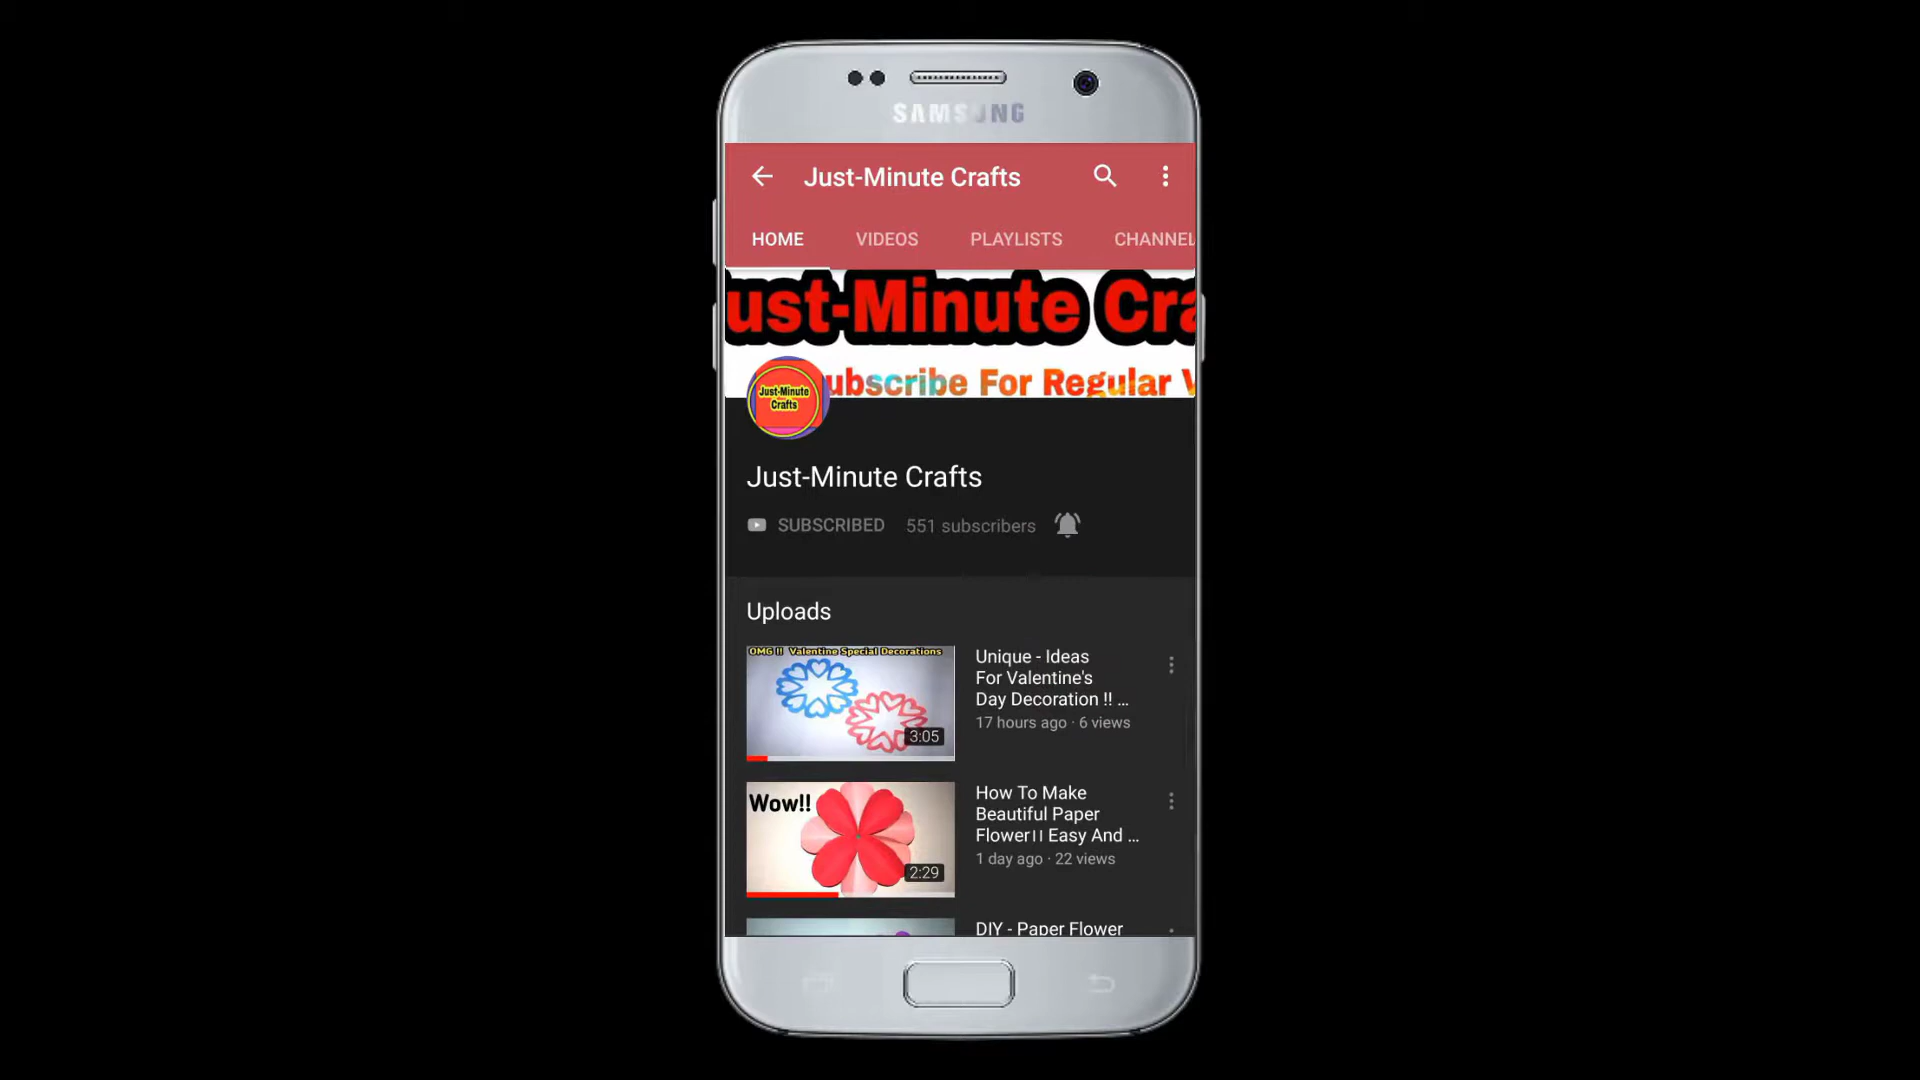 SAMSUNG
Just-Minute Crafts
HOME VIDEOS PLAYLISTS CHANNEL
ust-Minute Cra
ubscribe For Regular V
Just-Minute
Crafts
Just-Minute Crafts
SUBSCRIBED 551 subscribers
Uploads
OMG !! Valentine Special Decorations
3:05
Unique - Ideas
For Valentine's
Day Decoration !! ...
17 hours ago · 6 views
Wow!!
2:29
How To Make
Beautiful Paper
Flower।। Easy And ...
1 day ago · 22 views
DIY - Paper Flower